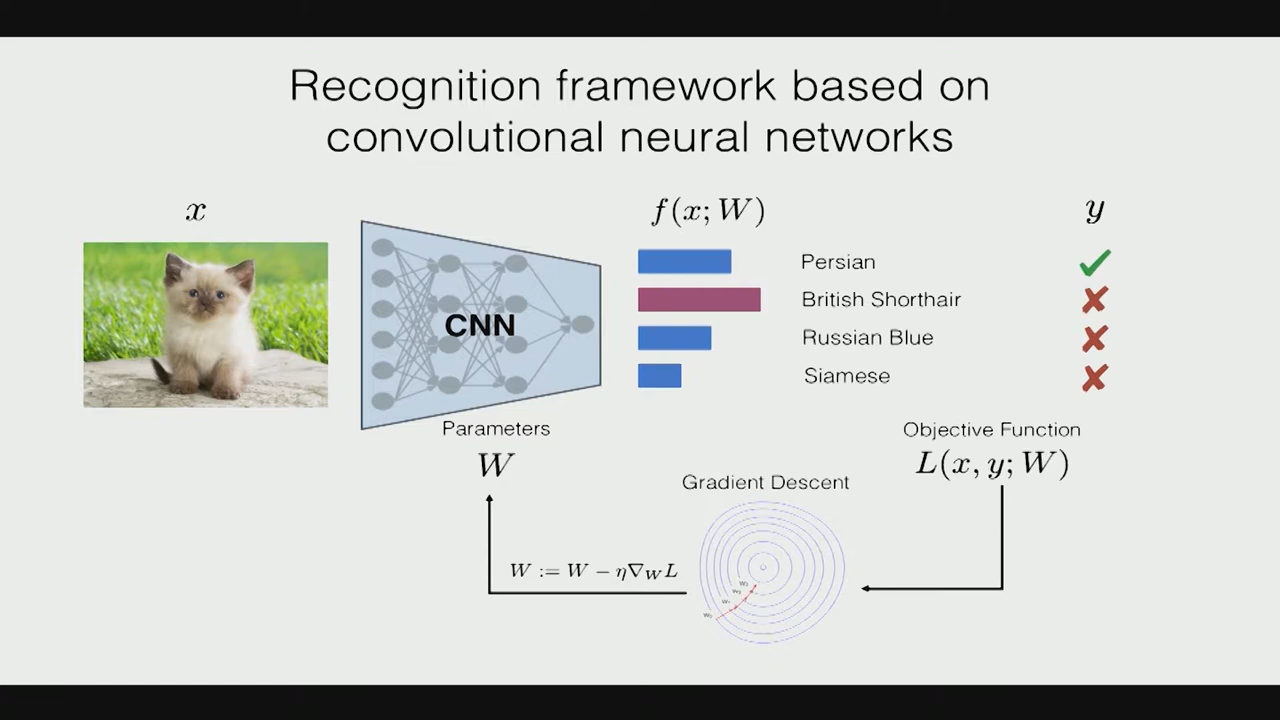 Recognition framework based on
convolutional neural networks
x
f(x; W)
y
CNN
Persian
British Shorthair
Russian Blue
Siamese
Parameters
W
Objective Function
L(x, y; W)
Gradient Descent
W := W − η∇_W L